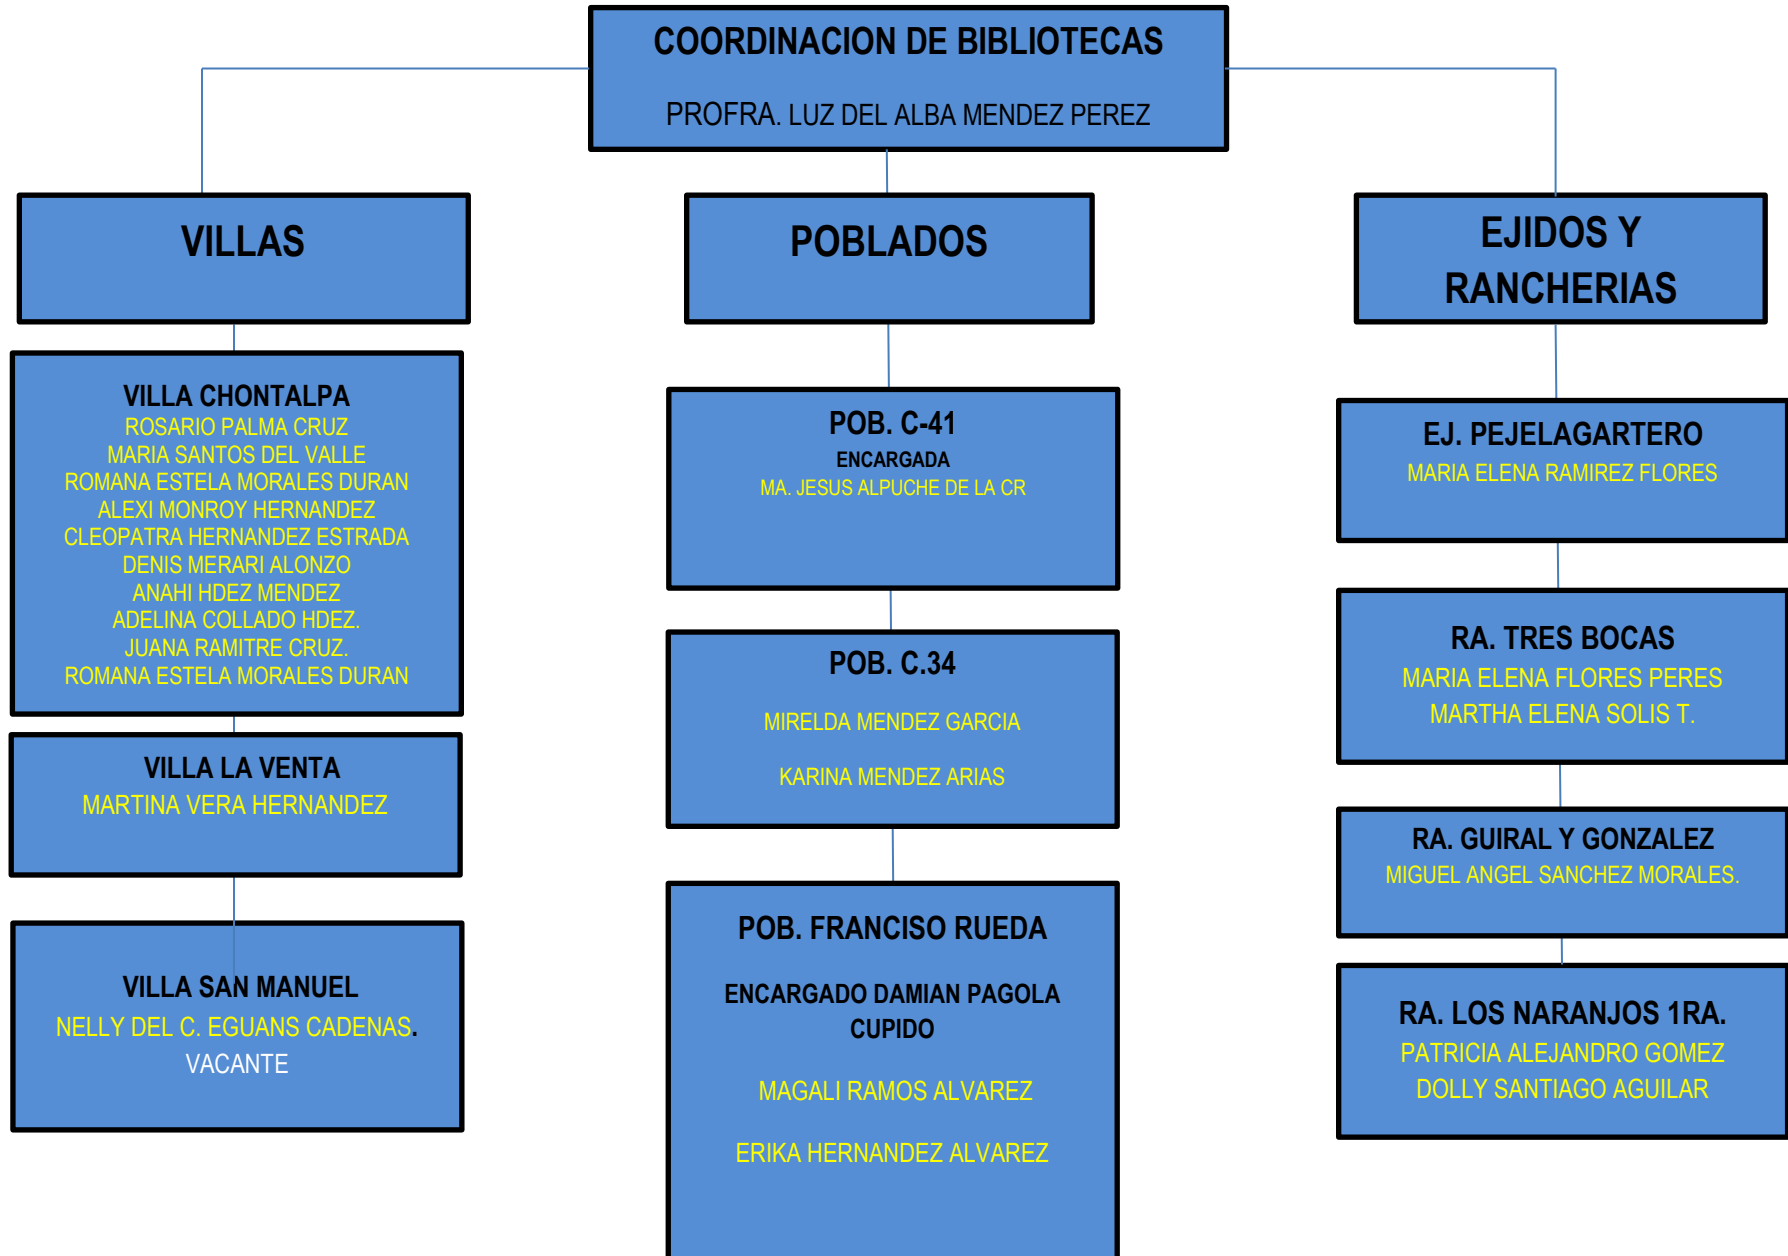 COORDINACION DE BIBLIOTECAS
PROFRA. LUZ DEL ALBA MENDEZ PEREZ
VILLAS
VILLA CHONTALPA
ROSARIO PALMA CRUZ
MARIA SANTOS DEL VALLE
ROMANA ESTELA MORALES DURAN
ALEXI MONROY HERNANDEZ
CLEOPATRA HERNANDEZ ESTRADA
DENIS MERARI ALONZO
ANAHI HDEZ MENDEZ
ADELINA COLLADO HDEZ.
JUANA RAMITRE CRUZ.
ROMANA ESTELA MORALES DURAN
VILLA LA VENTA
MARTINA VERA HERNANDEZ
VILLA SAN MANUEL
NELLY DEL C. EGUANS CADENAS.
VACANTE
POBLADOS
POB. C-41
ENCARGADA
MA. JESUS ALPUCHE DE LA CR
POB. C.34
MIRELDA MENDEZ GARCIA
KARINA MENDEZ ARIAS
POB. FRANCISO RUEDA
ENCARGADO DAMIAN PAGOLA
CUPIDO
MAGALI RAMOS ALVAREZ
ERIKA HERNANDEZ ALVAREZ
EJIDOS Y
RANCHERIAS
EJ. PEJELAGARTERO
MARIA ELENA RAMIREZ FLORES
RA. TRES BOCAS
MARIA ELENA FLORES PERES
MARTHA ELENA SOLIS T.
RA. GUIRAL Y GONZALEZ
MIGUEL ANGEL SANCHEZ MORALES.
RA. LOS NARANJOS 1RA.
PATRICIA ALEJANDRO GOMEZ
DOLLY SANTIAGO AGUILAR